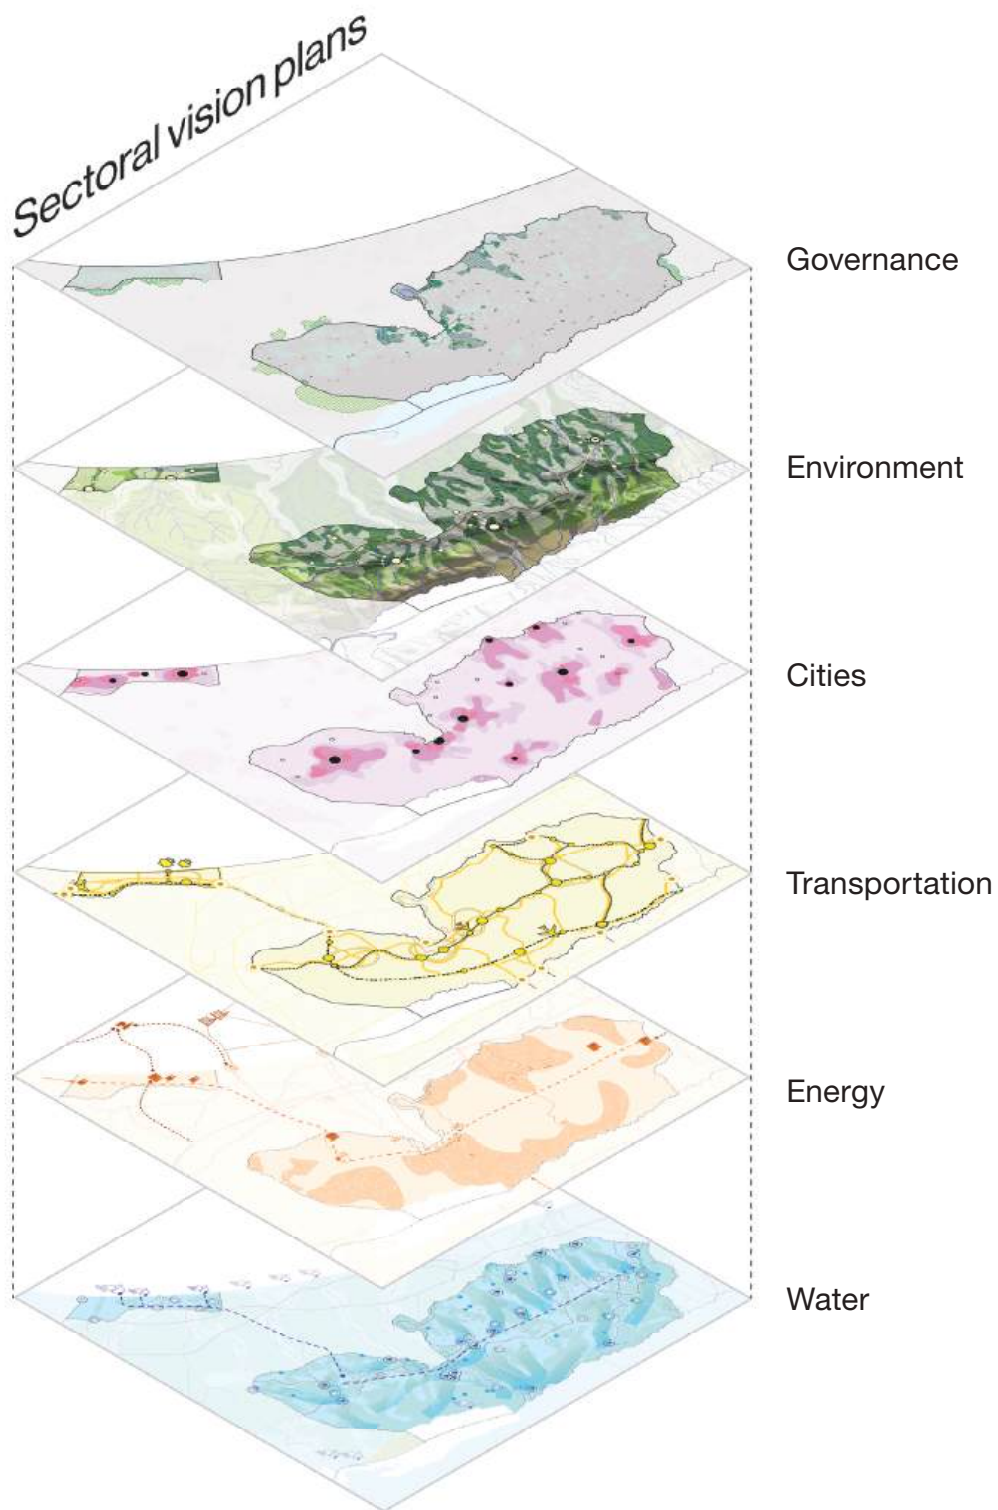 Sectoral vision plans
Governance
Environment
Cities
Transportation
Energy
Water